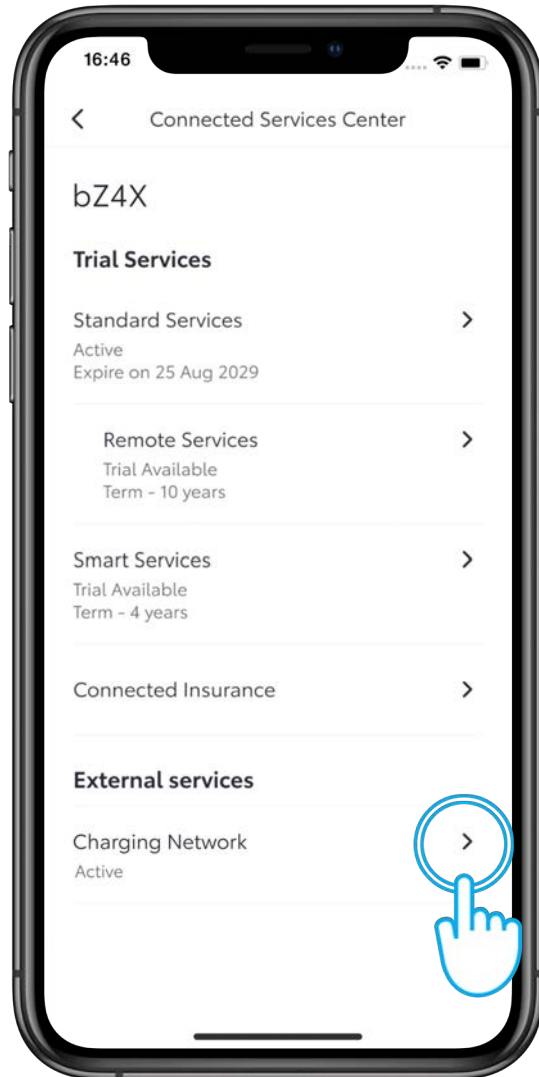 16:46
Connected Services Center
bZ4X
Trial Services
Standard Services
Active
Expire on 25 Aug 2029
Remote Services
Trial Available
Term - 10 years
Smart Services
Trial Available
Term - 4 years
Connected Insurance
External services
Charging Network
Active